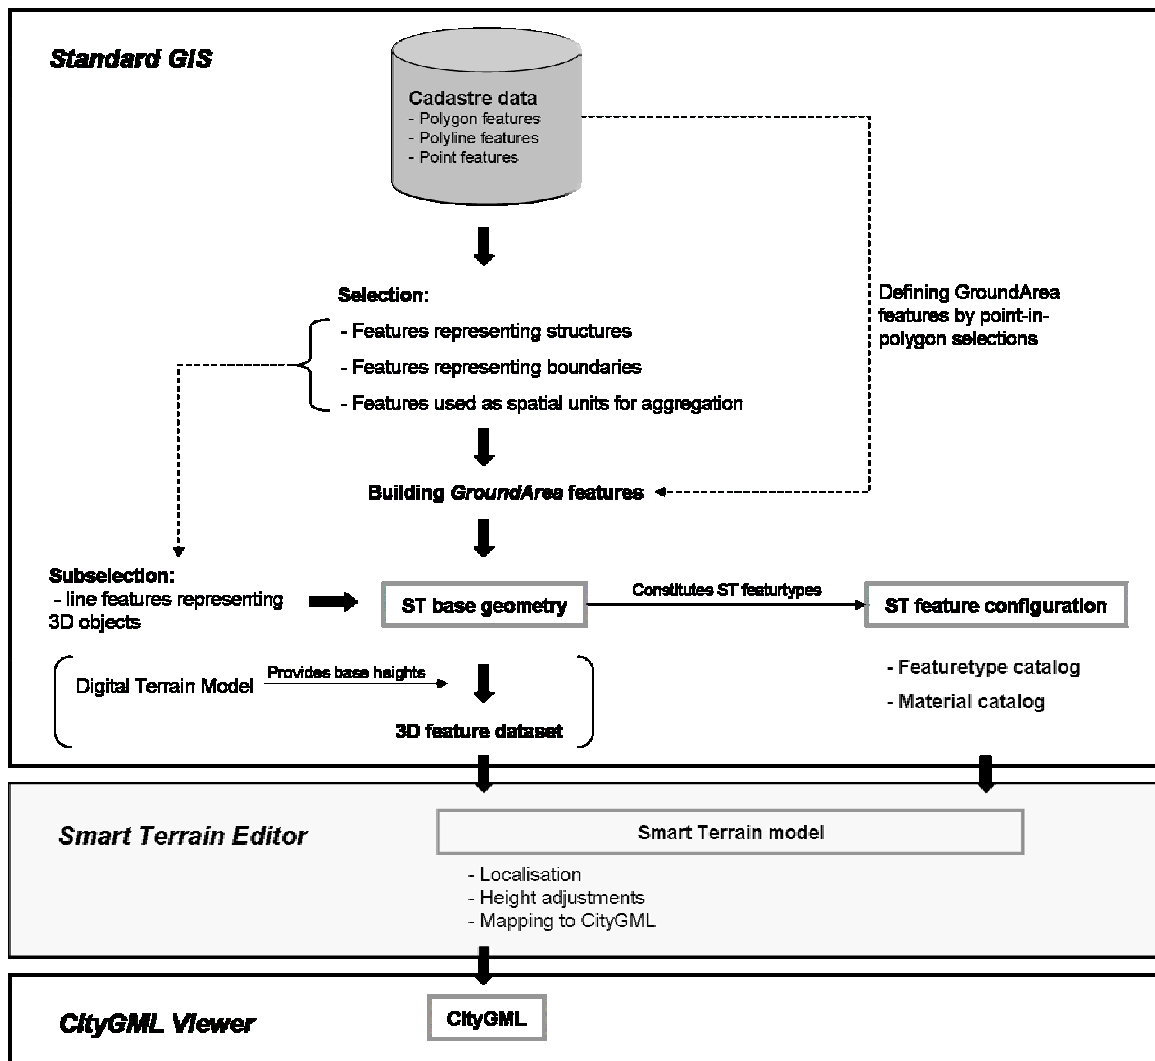 Standard GIS
Cadastre data
- Polygon features
- Polyline features
- Point features
Selection:
- Features representing structures
- Features representing boundaries
- Features used as spatial units for aggregation
Defining GroundArea
features by point-in-
polygon selections
Building GroundArea features
Subselection:
- line features representing
3D objects
ST base geometry
Constitutes ST featurtypes
ST feature configuration
- Featuretype catalog
- Material catalog
Digital Terrain Model
Provides base heights
3D feature dataset
Smart Terrain Editor
Smart Terrain model
- Localisation
- Height adjustments
- Mapping to CityGML
CityGML Viewer
CityGML